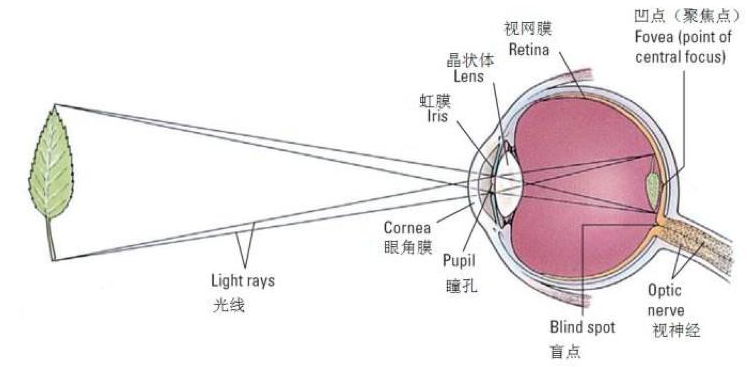 凹点（聚焦点）
Fovea (point of
central focus)
视网膜
Retina
晶状体
Lens
虹膜
Iris
Cornea
眼角膜
Pupil
瞳孔
Light rays
光线
Optic
nerve
视神经
Blind spot
盲点